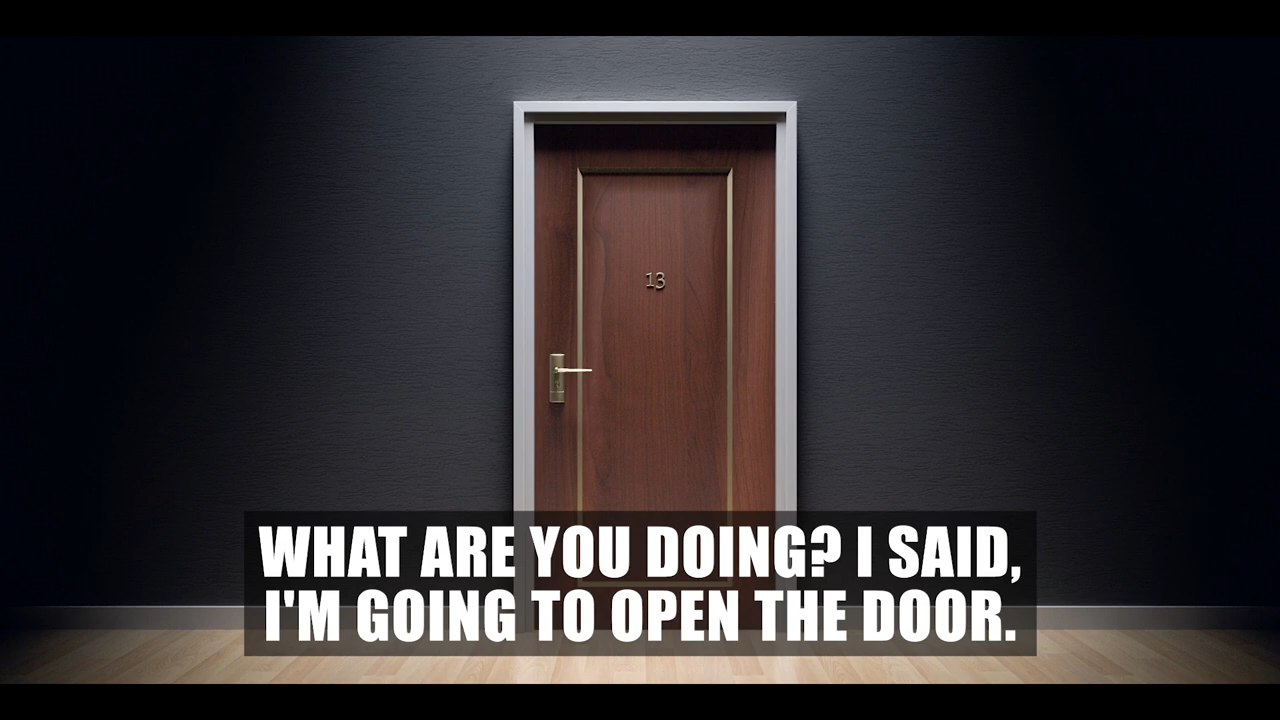 13
WHAT ARE YOU DOING? I SAID,
I'M GOING TO OPEN THE DOOR.